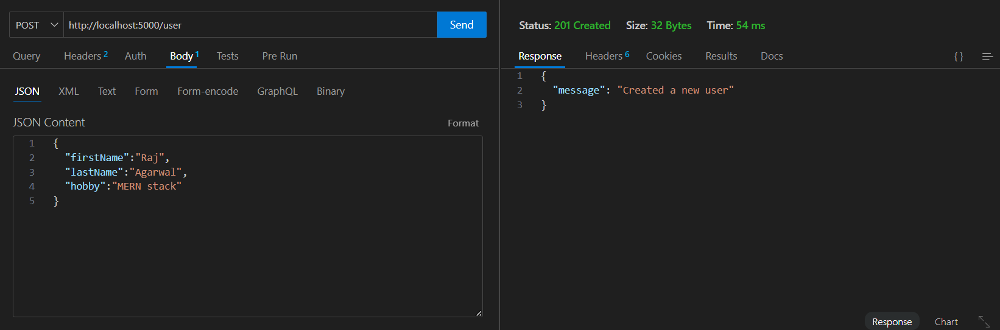 POST http://localhost:5000/user Send
Query Headers 2 Auth Body 1 Tests Pre Run
JSON XML Text Form Form-encode GraphQL Binary
JSON Content Format
1 {
2 "firstName":"Raj",
3 "lastName":"Agarwal",
4 "hobby":"MERN stack"
5 }
Status: 201 Created Size: 32 Bytes Time: 54 ms
Response Headers 6 Cookies Results Docs {}
1 {
2 "message": "Created a new user"
3 }
Response Chart